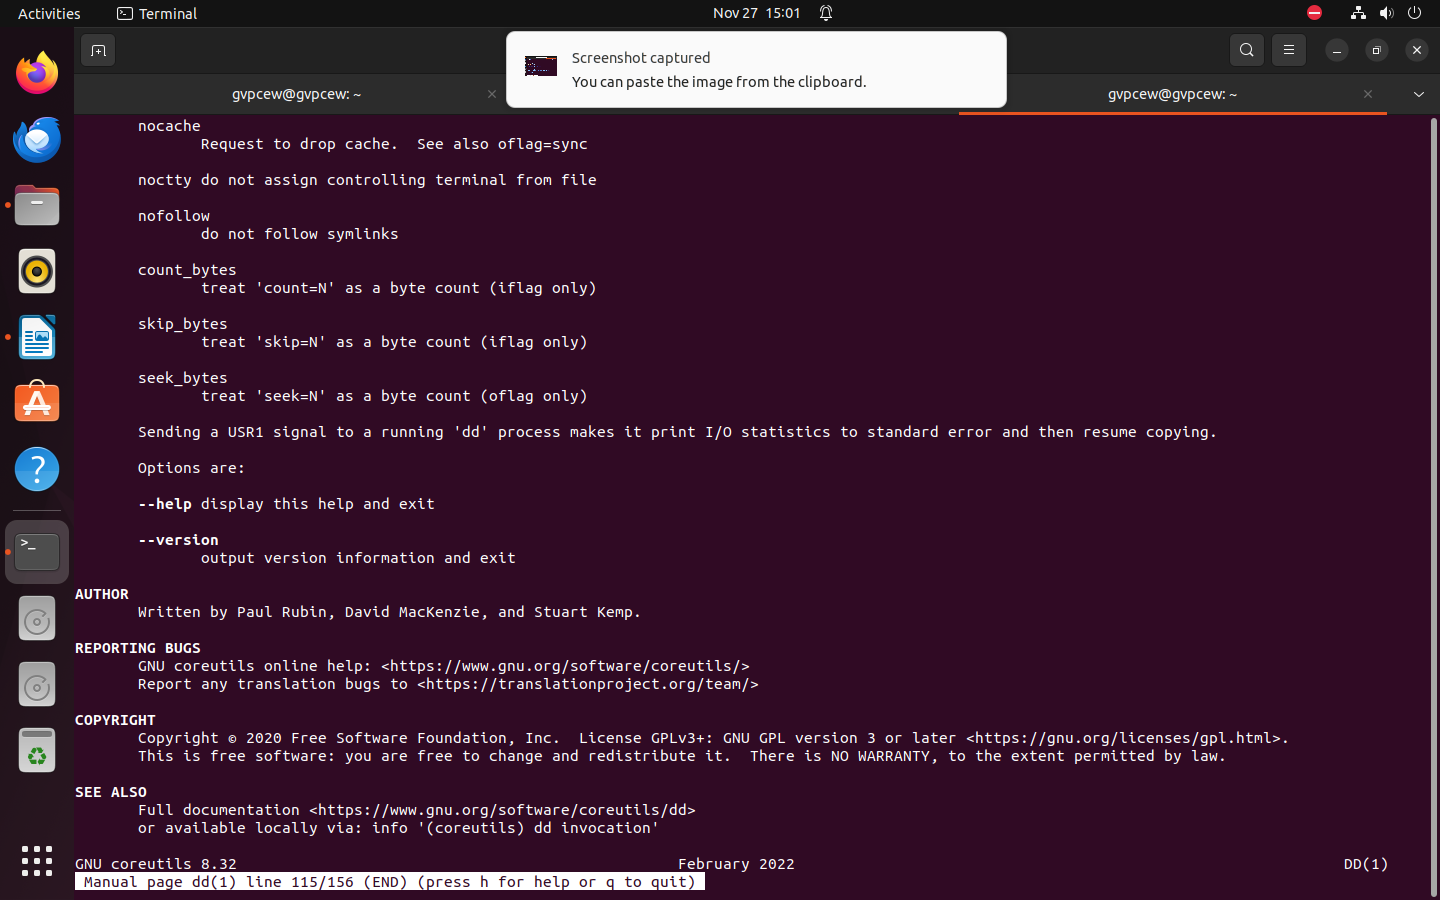 Activities Terminal Nov 27 15:01
Screenshot captured
You can paste the image from the clipboard.
gvpcew@gvpcew: ~ gvpcew@gvpcew: ~
nocache
Request to drop cache. See also oflag=sync
noctty do not assign controlling terminal from file
nofollow
do not follow symlinks
count_bytes
treat 'count=N' as a byte count (iflag only)
skip_bytes
treat 'skip=N' as a byte count (iflag only)
seek_bytes
treat 'seek=N' as a byte count (oflag only)
Sending a USR1 signal to a running 'dd' process makes it print I/O statistics to standard error and then resume copying.
Options are:
--help display this help and exit
--version
output version information and exit
AUTHOR
Written by Paul Rubin, David MacKenzie, and Stuart Kemp.
REPORTING BUGS
GNU coreutils online help: <https://www.gnu.org/software/coreutils/>
Report any translation bugs to <https://translationproject.org/team/>
COPYRIGHT
Copyright © 2020 Free Software Foundation, Inc. License GPLv3+: GNU GPL version 3 or later <https://gnu.org/licenses/gpl.html>.
This is free software: you are free to change and redistribute it. There is NO WARRANTY, to the extent permitted by law.
SEE ALSO
Full documentation <https://www.gnu.org/software/coreutils/dd>
or available locally via: info '(coreutils) dd invocation'
GNU coreutils 8.32 February 2022 DD(1)
Manual page dd(1) line 115/156 (END) (press h for help or q to quit)